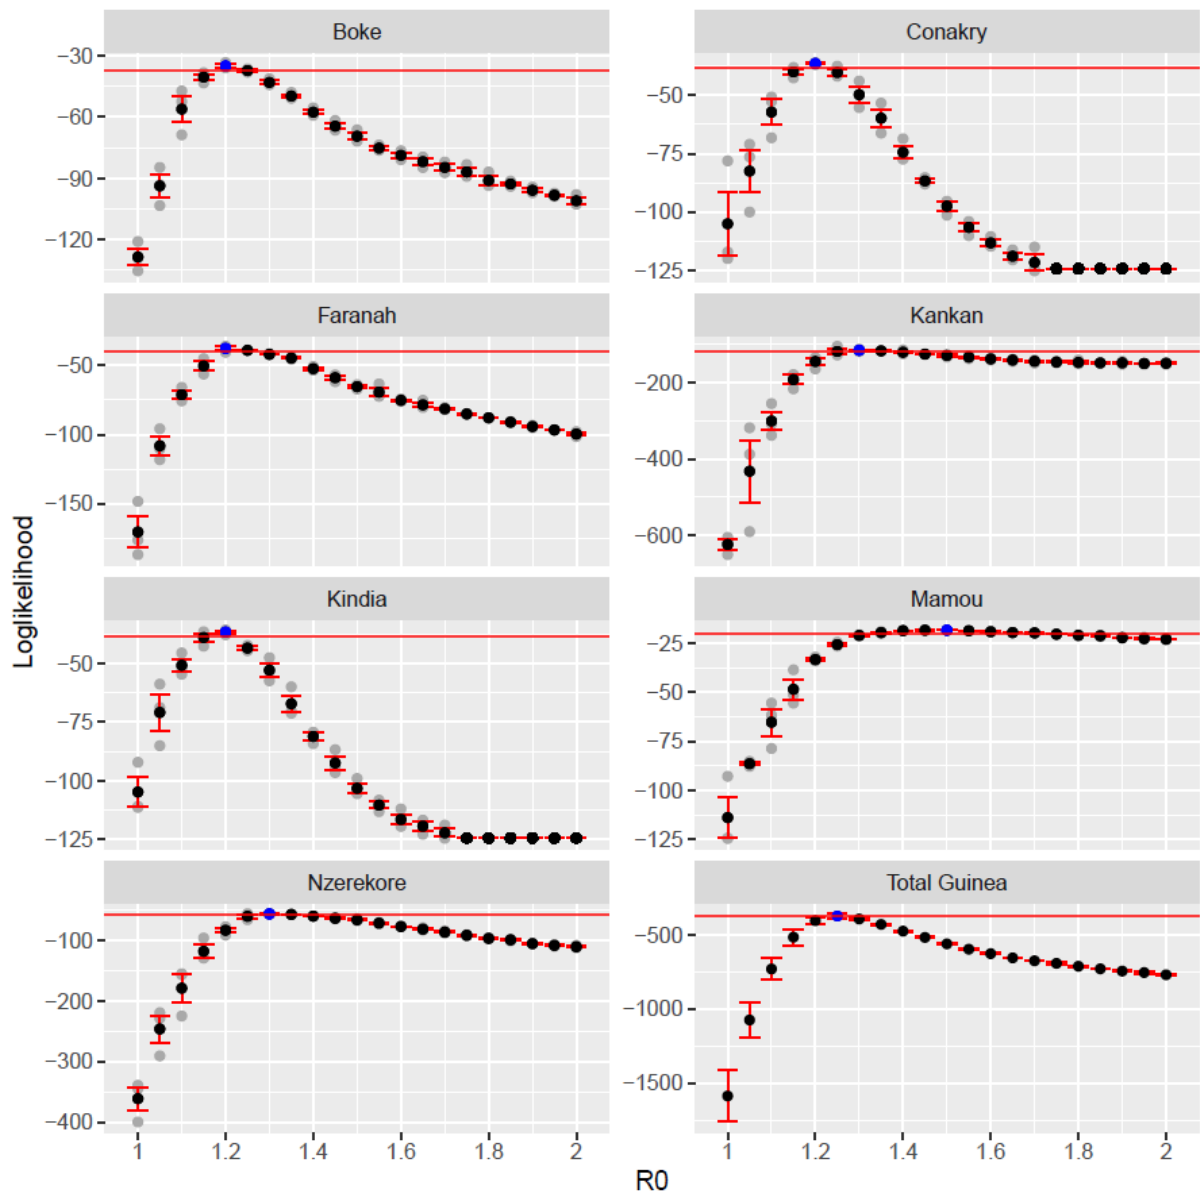 Boke
Conakry
−30
−60
−90
−120
−50
−75
−100
−125
Faranah
Kankan
−50
−100
−150
−200
−400
−600
Kindia
Mamou
−50
−75
−100
−125
−25
−50
−75
−100
−125
Nzerekore
Total Guinea
−100
−200
−300
−400
−500
−1000
−1500
1 1.2 1.4 1.6 1.8 2
1 1.2 1.4 1.6 1.8 2
Loglikelihood
R0